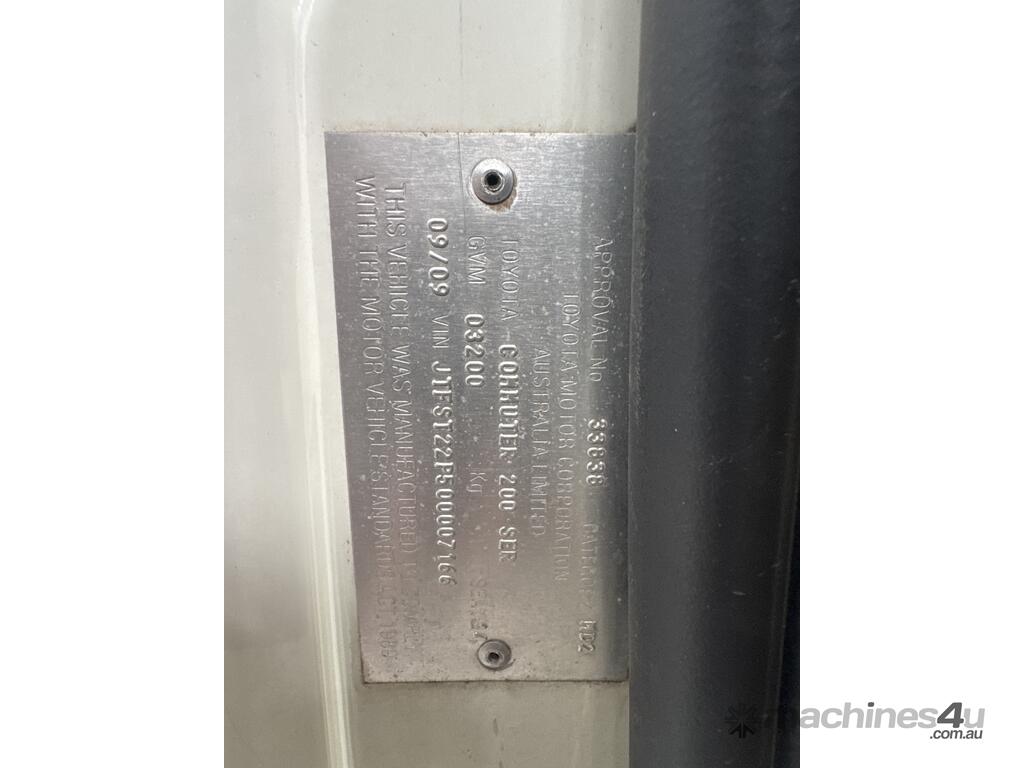 APPROVAL No 33838 CATEGORY MD2
TOYOTA MOTOR CORPORATION
AUSTRALIA LIMITED
TOYOTA COMMUTER 200 SER
GVM 03200 Kg
09/09 VIN JTFST22P500007166
THIS VEHICLE WAS MANUFACTURED
WITH THE MOTOR VEHICLE STANDARDS ACT 1989
machines4u
.com.au